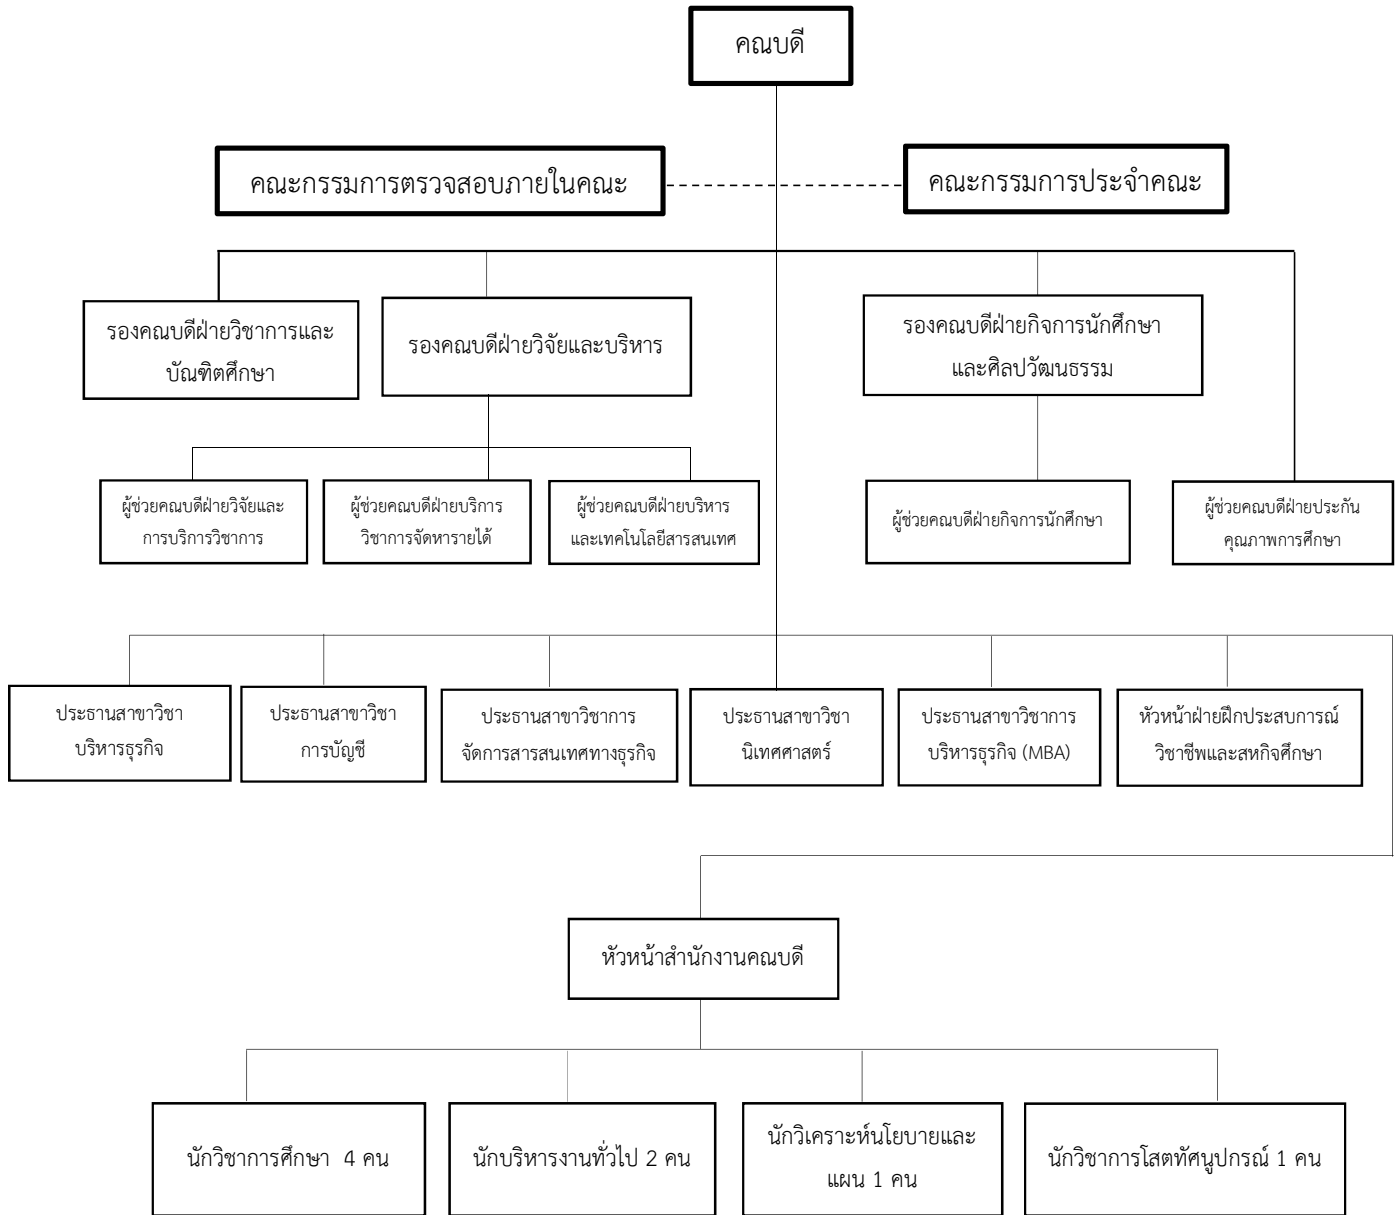 คณบดี
คณะกรรมการตรวจสอบภายในคณะ
คณะกรรมการประจำคณะ
รองคณบดีฝ่ายวิชาการและ
บัณฑิตศึกษา
รองคณบดีฝ่ายวิจัยและบริหาร
รองคณบดีฝ่ายกิจการนักศึกษา
และศิลปวัฒนธรรม
ผู้ช่วยคณบดีฝ่ายวิจัยและ
การบริการวิชาการ
ผู้ช่วยคณบดีฝ่ายบริการ
วิชาการจัดหารายได้
ผู้ช่วยคณบดีฝ่ายบริหาร
และเทคโนโลยีสารสนเทศ
ผู้ช่วยคณบดีฝ่ายกิจการนักศึกษา
ผู้ช่วยคณบดีฝ่ายประกัน
คุณภาพการศึกษา
ประธานสาขาวิชา
บริหารธุรกิจ
ประธานสาขาวิชา
การบัญชี
ประธานสาขาวิชาการ
จัดการสารสนเทศทางธุรกิจ
ประธานสาขาวิชา
นิเทศศาสตร์
ประธานสาขาวิชาการ
บริหารธุรกิจ (MBA)
หัวหน้าฝ่ายฝึกประสบการณ์
วิชาชีพและสหกิจศึกษา
หัวหน้าสำนักงานคณบดี
นักวิชาการศึกษา 4 คน
นักบริหารงานทั่วไป 2 คน
นักวิเคราะห์นโยบายและ
แผน 1 คน
นักวิชาการโสตทัศนูปกรณ์ 1 คน